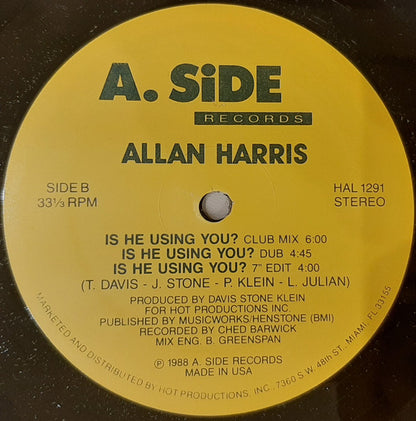 A. SiDE
RECORDS
ALLAN HARRIS
SIDE B
33⅓ RPM
HAL 1291
STEREO
IS HE USING YOU? CLUB MIX 6:00
IS HE USING YOU? DUB 4:45
IS HE USING YOU? 7" EDIT 4:00
(T. DAVIS - J. STONE - P. KLEIN - L. JULIAN)
PRODUCED BY DAVIS STONE KLEIN
FOR HOT PRODUCTIONS INC.
PUBLISHED BY MUSICWORKS/HENSTONE (BMI)
RECORDED BY CHED BARWICK
MIX ENG. B. GREENSPAN
℗ 1988 A. SIDE RECORDS
MADE IN USA
MARKETED AND DISTRIBUTED BY HOT PRODUCTIONS, INC., 7360 S.W. 48th ST., MIAMI, FL 33155